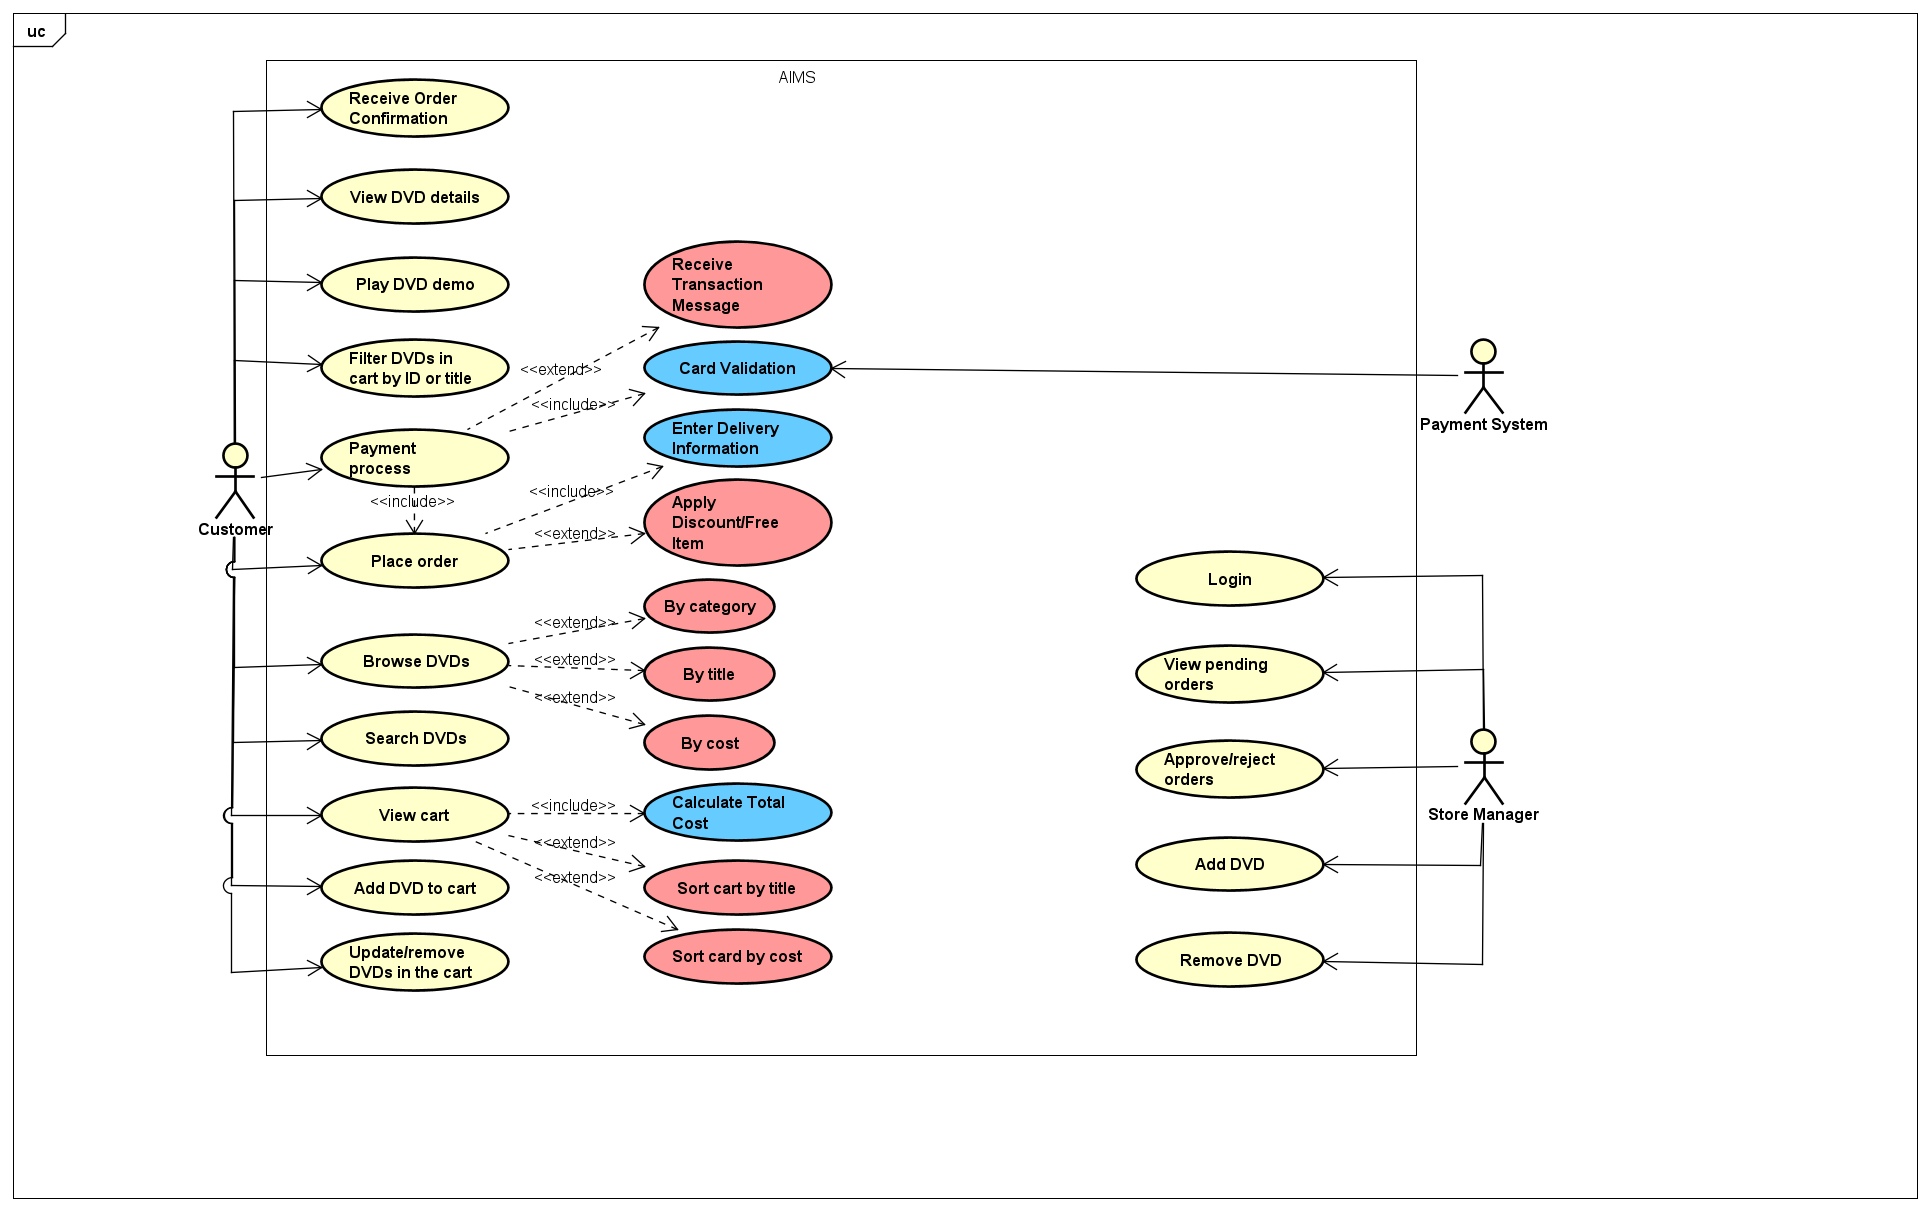 uc
AIMS
Receive Order
Confirmation
View DVD details
Play DVD demo
Filter DVDs in
cart by ID or title
Payment
process
<<include>>
Place order
Browse DVDs
Search DVDs
View cart
Add DVD to cart
Update/remove
DVDs in the cart
Customer
<<extend>>
<<include>>
<<include>>
<<extend>>
<<extend>>
<<extend>>
<<extend>>
<<include>>
<<extend>>
<<extend>>
Receive
Transaction
Message
Card Validation
Enter Delivery
Information
Apply
Discount/Free
Item
By category
By title
By cost
Calculate Total
Cost
Sort cart by title
Sort card by cost
Payment System
Login
View pending
orders
Approve/reject
orders
Add DVD
Remove DVD
Store Manager